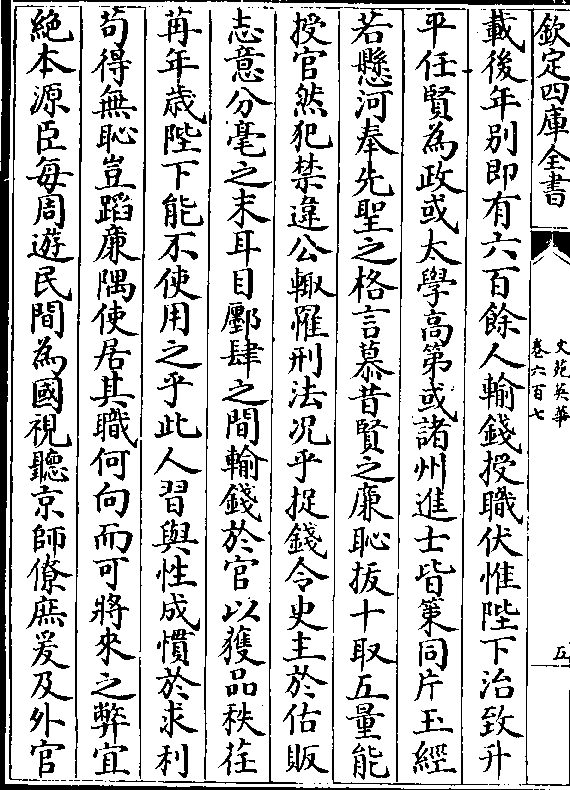 欽定四庫全書
文苑英華
卷六百七
五
載後年别即有六百餘人輸錢授職伏惟陛下治致升
平任賢為政或太學高第或諸州進士皆策同片玉經
若懸河奉先聖之格言慕昔賢之廉恥拔十取五量能
授官然犯禁違公輙罹刑法况乎捉錢令史主於估販
志意分毫之末耳目鄽肆之間輸錢於官以獲品秩荏
苒年歲陛下能不使用之乎此人習與性成慣於求利
茍得無恥豈蹈廉隅使居其職何向而可將來之弊宜
絶本源臣每周遊民間為國視聽京師僚庶爰及外官